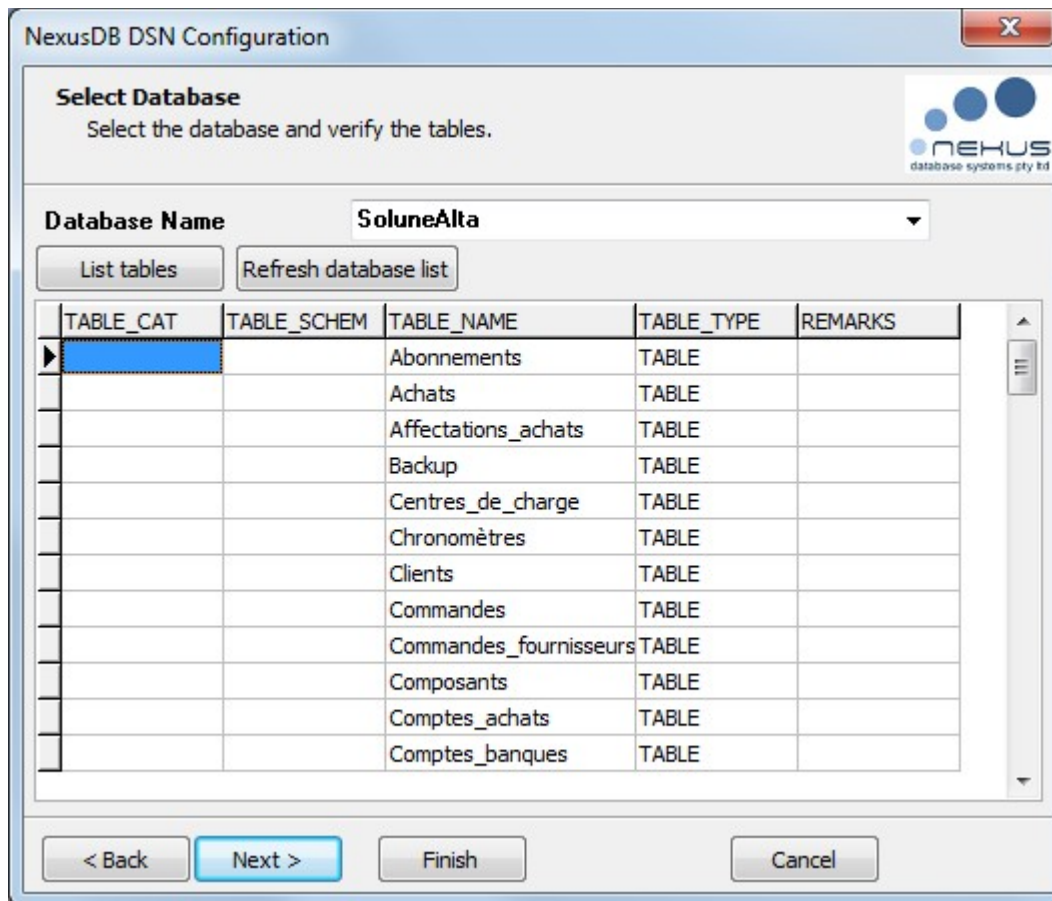 NexusDB DSN Configuration
Select Database
Select the database and verify the tables.
nexus
database systems pty ltd
Database Name SoluneAlta
List tables Refresh database list
TABLE_CAT TABLE_SCHEM TABLE_NAME TABLE_TYPE REMARKS
Abonnements TABLE
Achats TABLE
Affectations_achats TABLE
Backup TABLE
Centres_de_charge TABLE
Chronomètres TABLE
Clients TABLE
Commandes TABLE
Commandes_fournisseurs TABLE
Composants TABLE
Comptes_achats TABLE
Comptes_banques TABLE
< Back Next > Finish Cancel